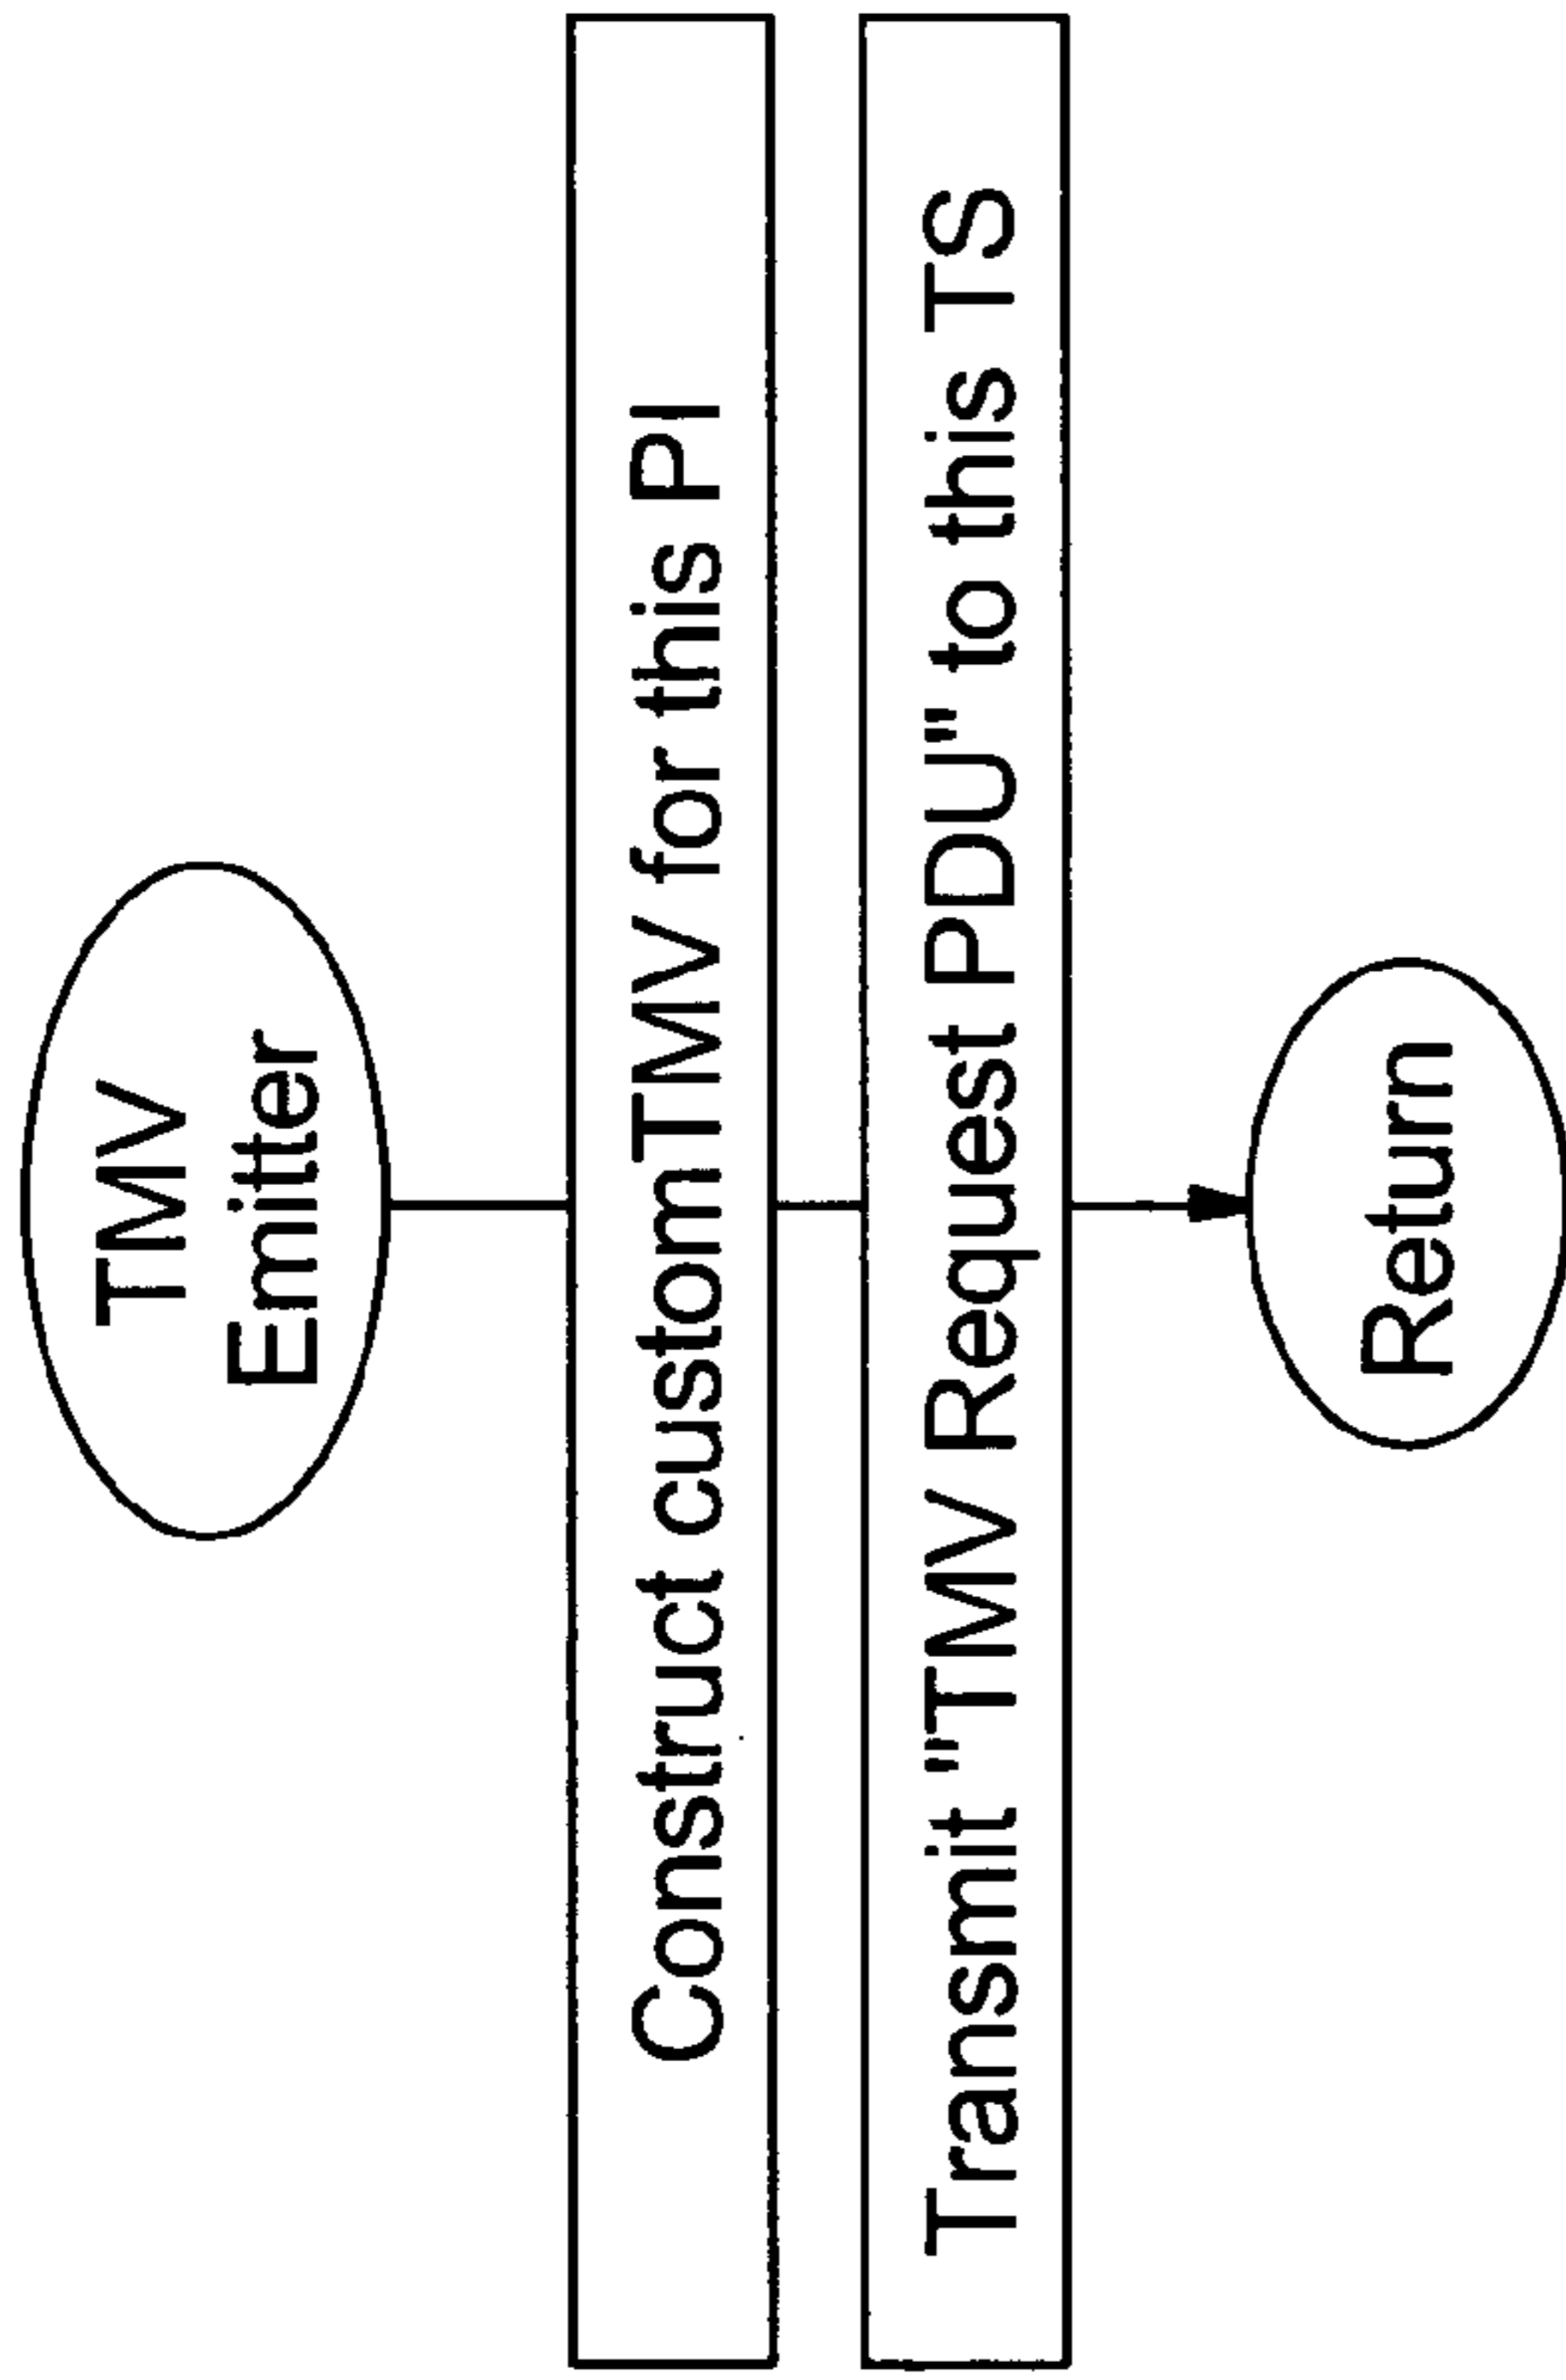 TMV
Emitter
Construct customTMV for this PI
Transmit "TMV Request PDU" to this TS
Return